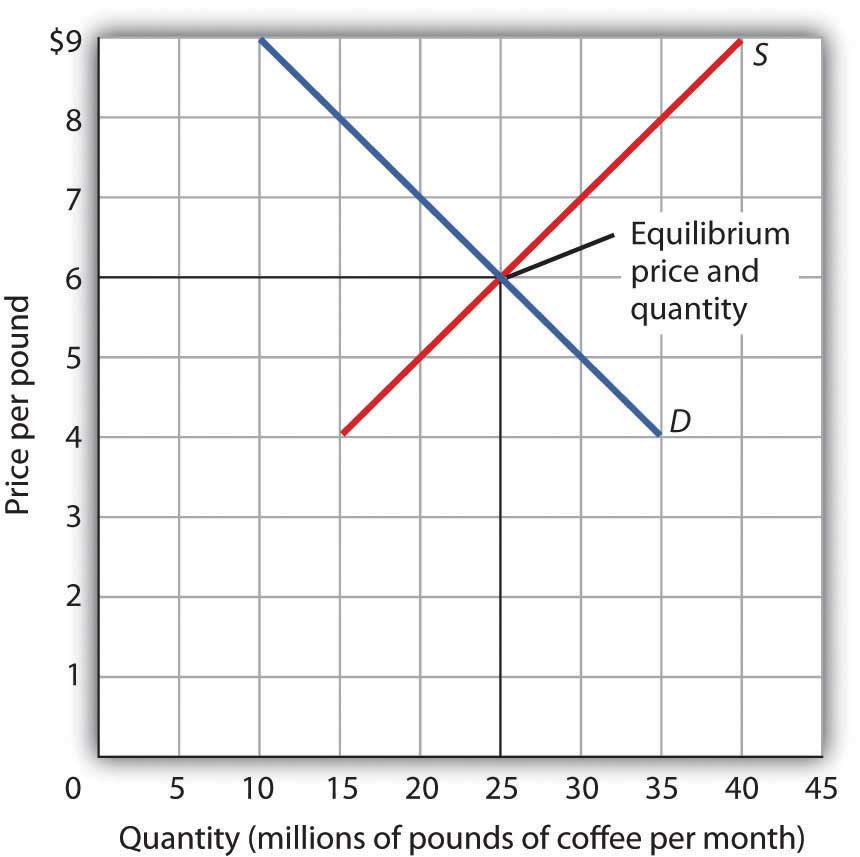 $9
8
7
6
5
4
3
2
1
0
5
10
15
20
25
30
35
40
45
S
D
Equilibrium
price and
quantity
Price per pound
Quantity (millions of pounds of coffee per month)